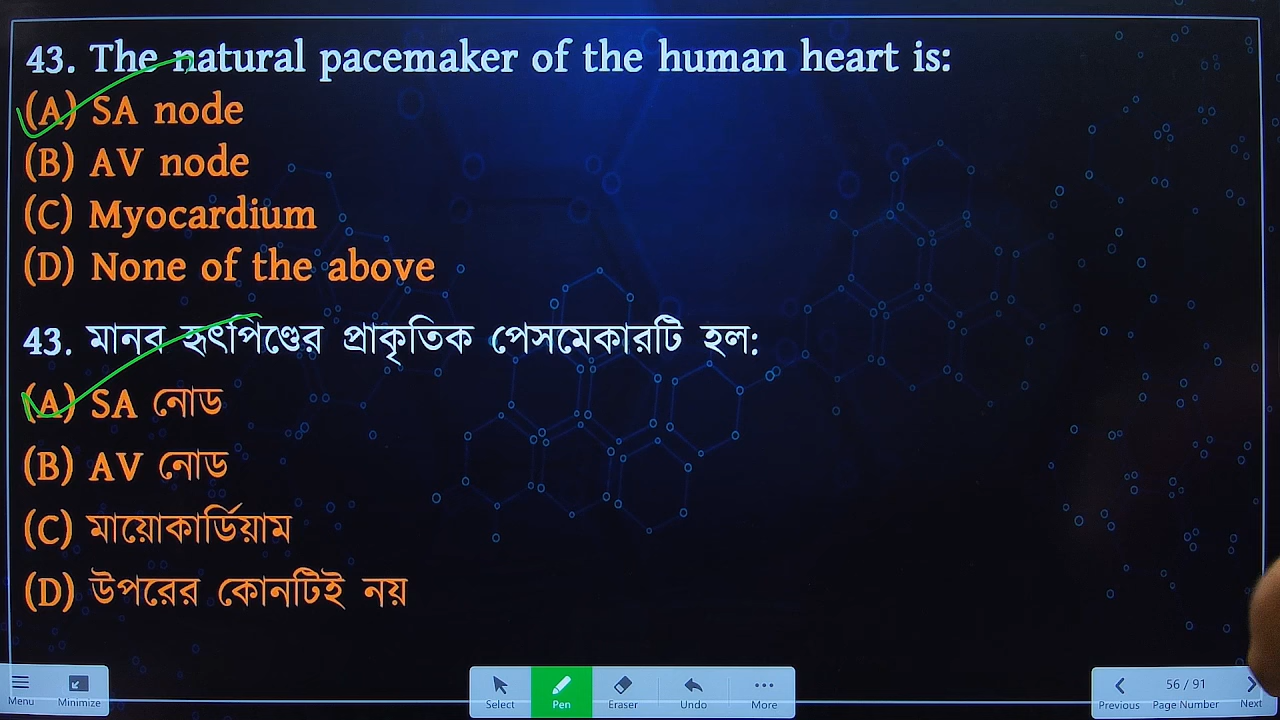 43. The natural pacemaker of the human heart is:
(A) SA node
(B) AV node
(C) Myocardium
(D) None of the above
43. মানব হৃৎপিণ্ডের প্রাকৃতিক পেসমেকারটি হল:
(A) SA নোড
(B) AV নোড
(C) মায়োকার্ডিয়াম
(D) উপরের কোনটিই নয়
Menu Minimize Select Pen Eraser Undo More Previous 56 / 91 Page Number Next